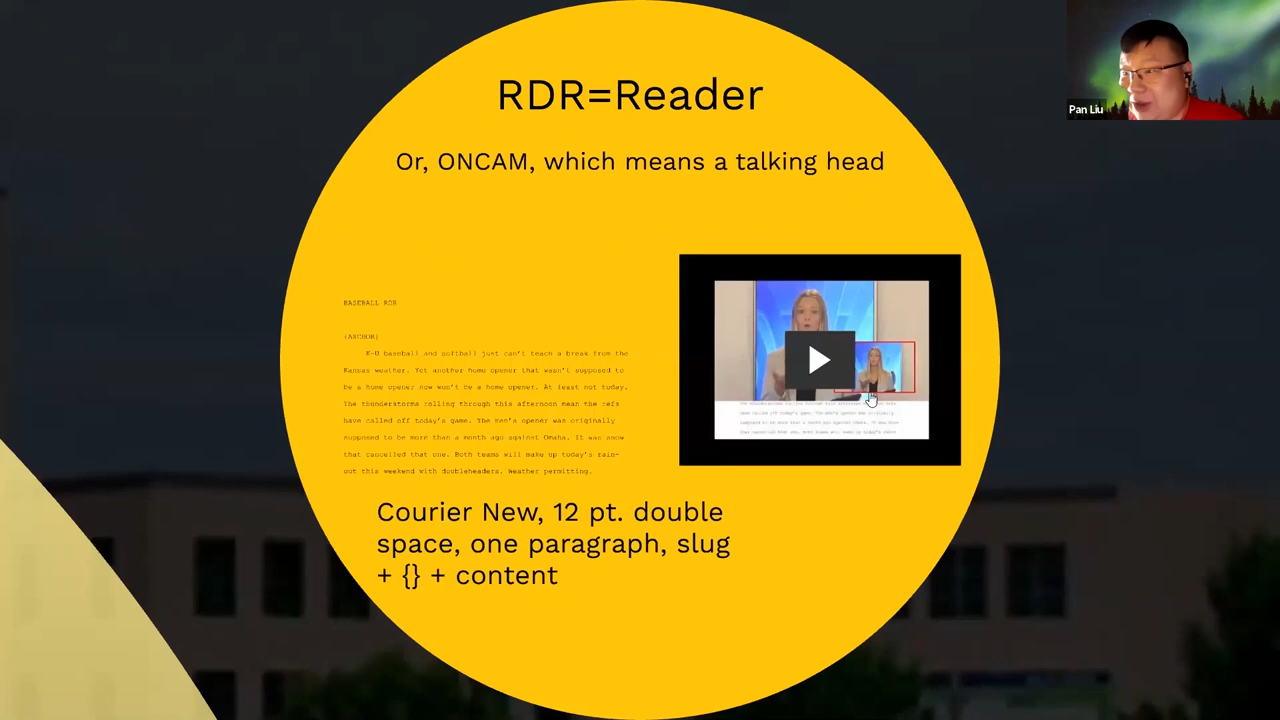 RDR=Reader
Or, ONCAM, which means a talking head
Pan Liu
BASEBALL RDR
{ANCHOR}
K-U baseball and softball just can't teach a break from the
Kansas weather. Yet another home opener that wasn't supposed to
be a home opener now won't be a home opener. At least not today.
The thunderstorms rolling through this afternoon mean the refs
have called off today's game. The men's opener was originally
supposed to be more than a month ago against Omaha. It was snow
that cancelled that one. Both teams will make up today's rain-
out this weekend with doubleheaders. Weather permitting.
Courier New, 12 pt. double
space, one paragraph, slug
+ {} + content